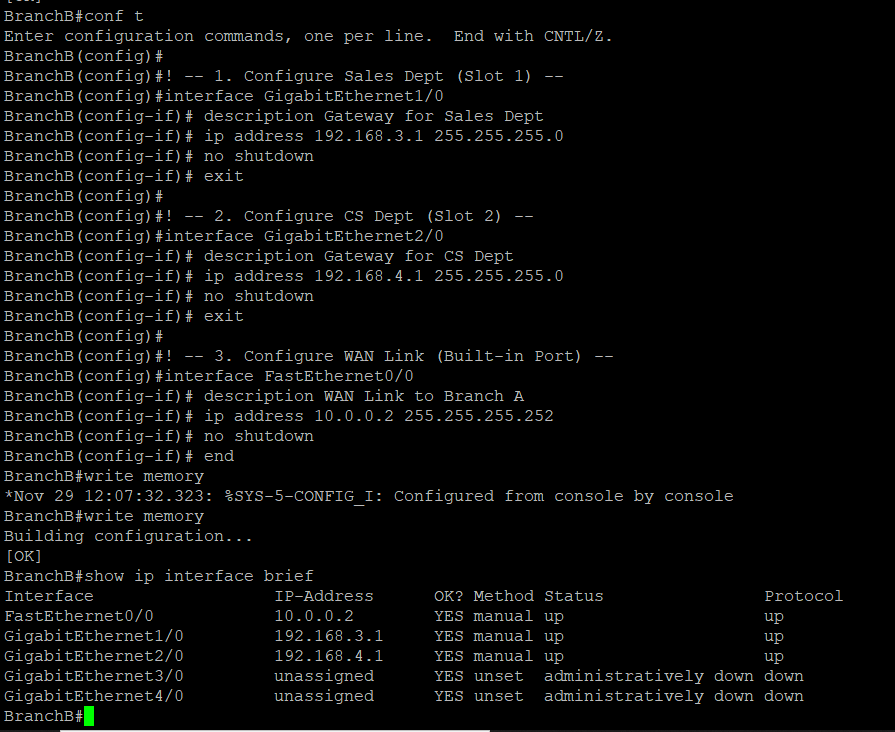 BranchB#conf t
Enter configuration commands, one per line.  End with CNTL/Z.
BranchB(config)#
BranchB(config)#! -- 1. Configure Sales Dept (Slot 1) --
BranchB(config)#interface GigabitEthernet1/0
BranchB(config-if)# description Gateway for Sales Dept
BranchB(config-if)# ip address 192.168.3.1 255.255.255.0
BranchB(config-if)# no shutdown
BranchB(config-if)# exit
BranchB(config)#
BranchB(config)#! -- 2. Configure CS Dept (Slot 2) --
BranchB(config)#interface GigabitEthernet2/0
BranchB(config-if)# description Gateway for CS Dept
BranchB(config-if)# ip address 192.168.4.1 255.255.255.0
BranchB(config-if)# no shutdown
BranchB(config-if)# exit
BranchB(config)#
BranchB(config)#! -- 3. Configure WAN Link (Built-in Port) --
BranchB(config)#interface FastEthernet0/0
BranchB(config-if)# description WAN Link to Branch A
BranchB(config-if)# ip address 10.0.0.2 255.255.255.252
BranchB(config-if)# no shutdown
BranchB(config-if)# end
BranchB#write memory
*Nov 29 12:07:32.323: %SYS-5-CONFIG_I: Configured from console by console
BranchB#write memory
Building configuration...
[OK]
BranchB#show ip interface brief
Interface                  IP-Address      OK? Method Status                Protocol
FastEthernet0/0            10.0.0.2        YES manual up                    up
GigabitEthernet1/0         192.168.3.1     YES manual up                    up
GigabitEthernet2/0         192.168.4.1     YES manual up                    up
GigabitEthernet3/0         unassigned      YES unset  administratively down down
GigabitEthernet4/0         unassigned      YES unset  administratively down down
BranchB#